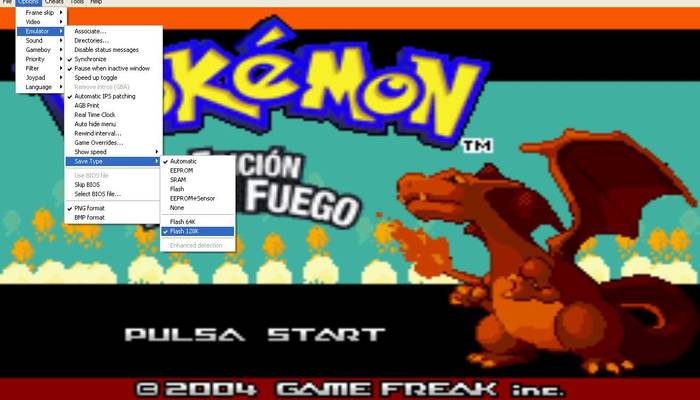 File Options Cheats Tools Help
Frame skip
Video
Emulator
Sound
Gameboy
Priority
Filter
Joypad
Language
Associate...
Directories...
Disable status messages
Synchronize
Pause when inactive window
Speed up toggle
Remove intros (GBA)
Automatic IPS patching
AGB Print
Real Time Clock
Auto hide menu
Rewind interval...
Game Overrides...
Show speed
Save Type
Use BIOS file
Skip BIOS
Select BIOS file...
PNG format
BMP format
Automatic
EEPROM
SRAM
Flash
EEPROM+Sensor
None
Flash 64K
Flash 128K
Enhanced detection
POKéMON
TM
CIÓN
FUEGO
PULSA START
© 2004 GAME FREAK inc.